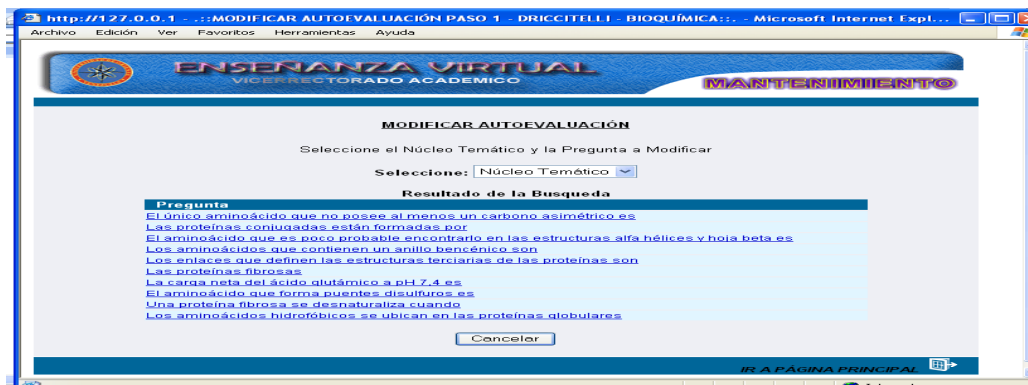 http://127.0.0.1 - .::MODIFICAR AUTOEVALUACIÓN PASO 1 - DRICCITELLI - BIOQUÍMICA::. - Microsoft Internet Expl...
Archivo Edición Ver Favoritos Herramientas Ayuda
ENSEÑANZA VIRTUAL
VICERRECTORADO ACADEMICO
MANTENIMIENTO
MODIFICAR AUTOEVALUACIÓN
Seleccione el Núcleo Temático y la Pregunta a Modificar
Seleccione: Núcleo Temático
Resultado de la Busqueda
Pregunta
El único aminoácido que no posee al menos un carbono asimétrico es
Las proteínas conjugadas están formadas por
El aminoácido que es poco probable encontrarlo en las estructuras alfa hélices y hoja beta es
Los aminoácidos que contienen un anillo bencénico son
Los enlaces que definen las estructuras terciarias de las proteínas son
Las proteínas fibrosas
La carga neta del ácido glutámico a pH 7,4 es
El aminoácido que forma puentes disulfuros es
Una proteína fibrosa se desnaturaliza cuando
Los aminoácidos hidrofóbicos se ubican en las proteínas globulares
Cancelar
IR A PÁGINA PRINCIPAL